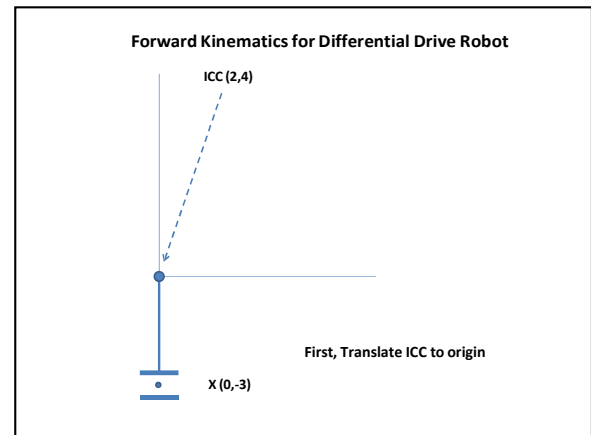 Forward Kinematics for Differential Drive Robot
ICC (2,4)
First, Translate ICC to origin
X (0,-3)